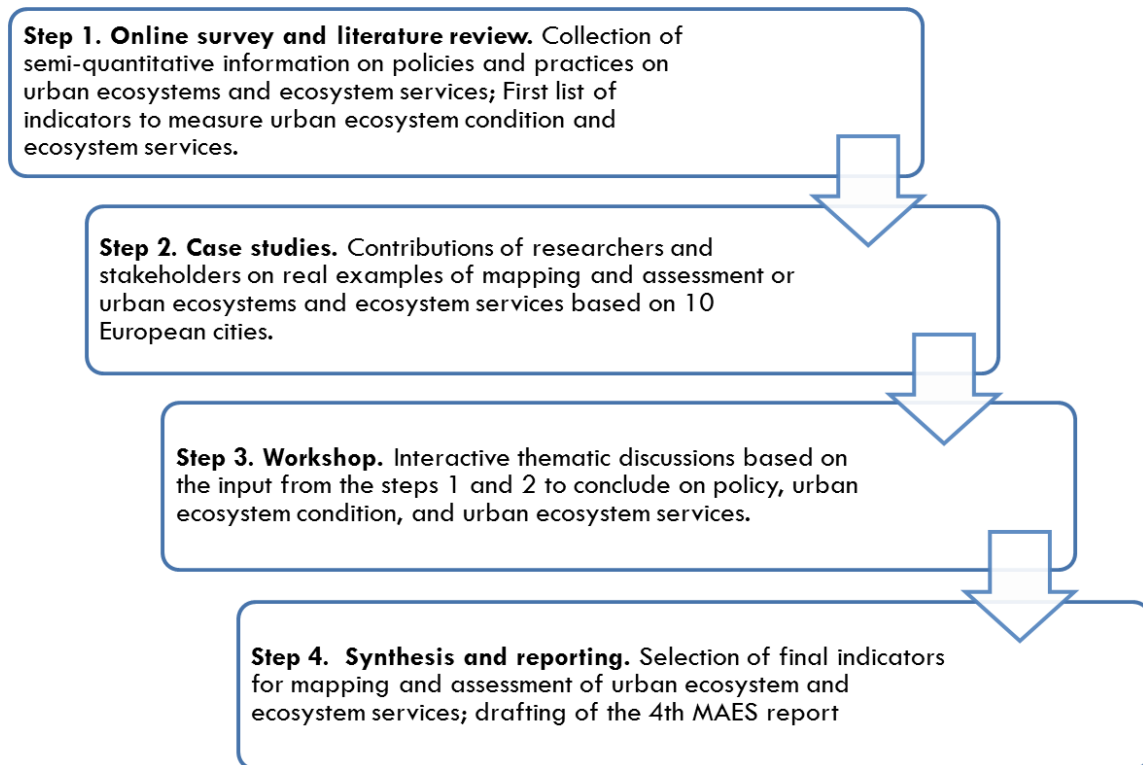 Step 1. Online survey and literature review. Collection of
semi-quantitative information on policies and practices on
urban ecosystems and ecosystem services; First list of
indicators to measure urban ecosystem condition and
ecosystem services.
Step 2. Case studies. Contributions of researchers and
stakeholders on real examples of mapping and assessment or
urban ecosystems and ecosystem services based on 10
European cities.
Step 3. Workshop. Interactive thematic discussions based on
the input from the steps 1 and 2 to conclude on policy, urban
ecosystem condition, and urban ecosystem services.
Step 4. Synthesis and reporting. Selection of final indicators
for mapping and assessment of urban ecosystem and
ecosystem services; drafting of the 4th MAES report